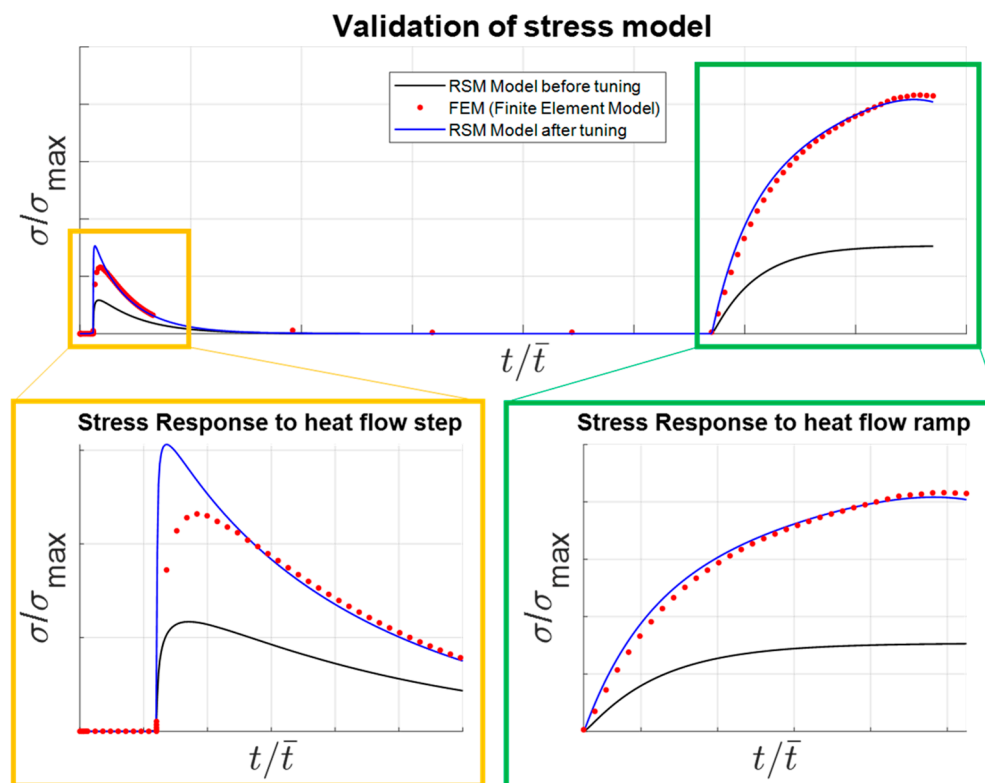 Validation of stress model
RSM Model before tuning
FEM (Finite Element Model)
RSM Model after tuning
σ/σmax
t/t̄
Stress Response to heat flow step
σ/σmax
t/t̄
Stress Response to heat flow ramp
σ/σmax
t/t̄